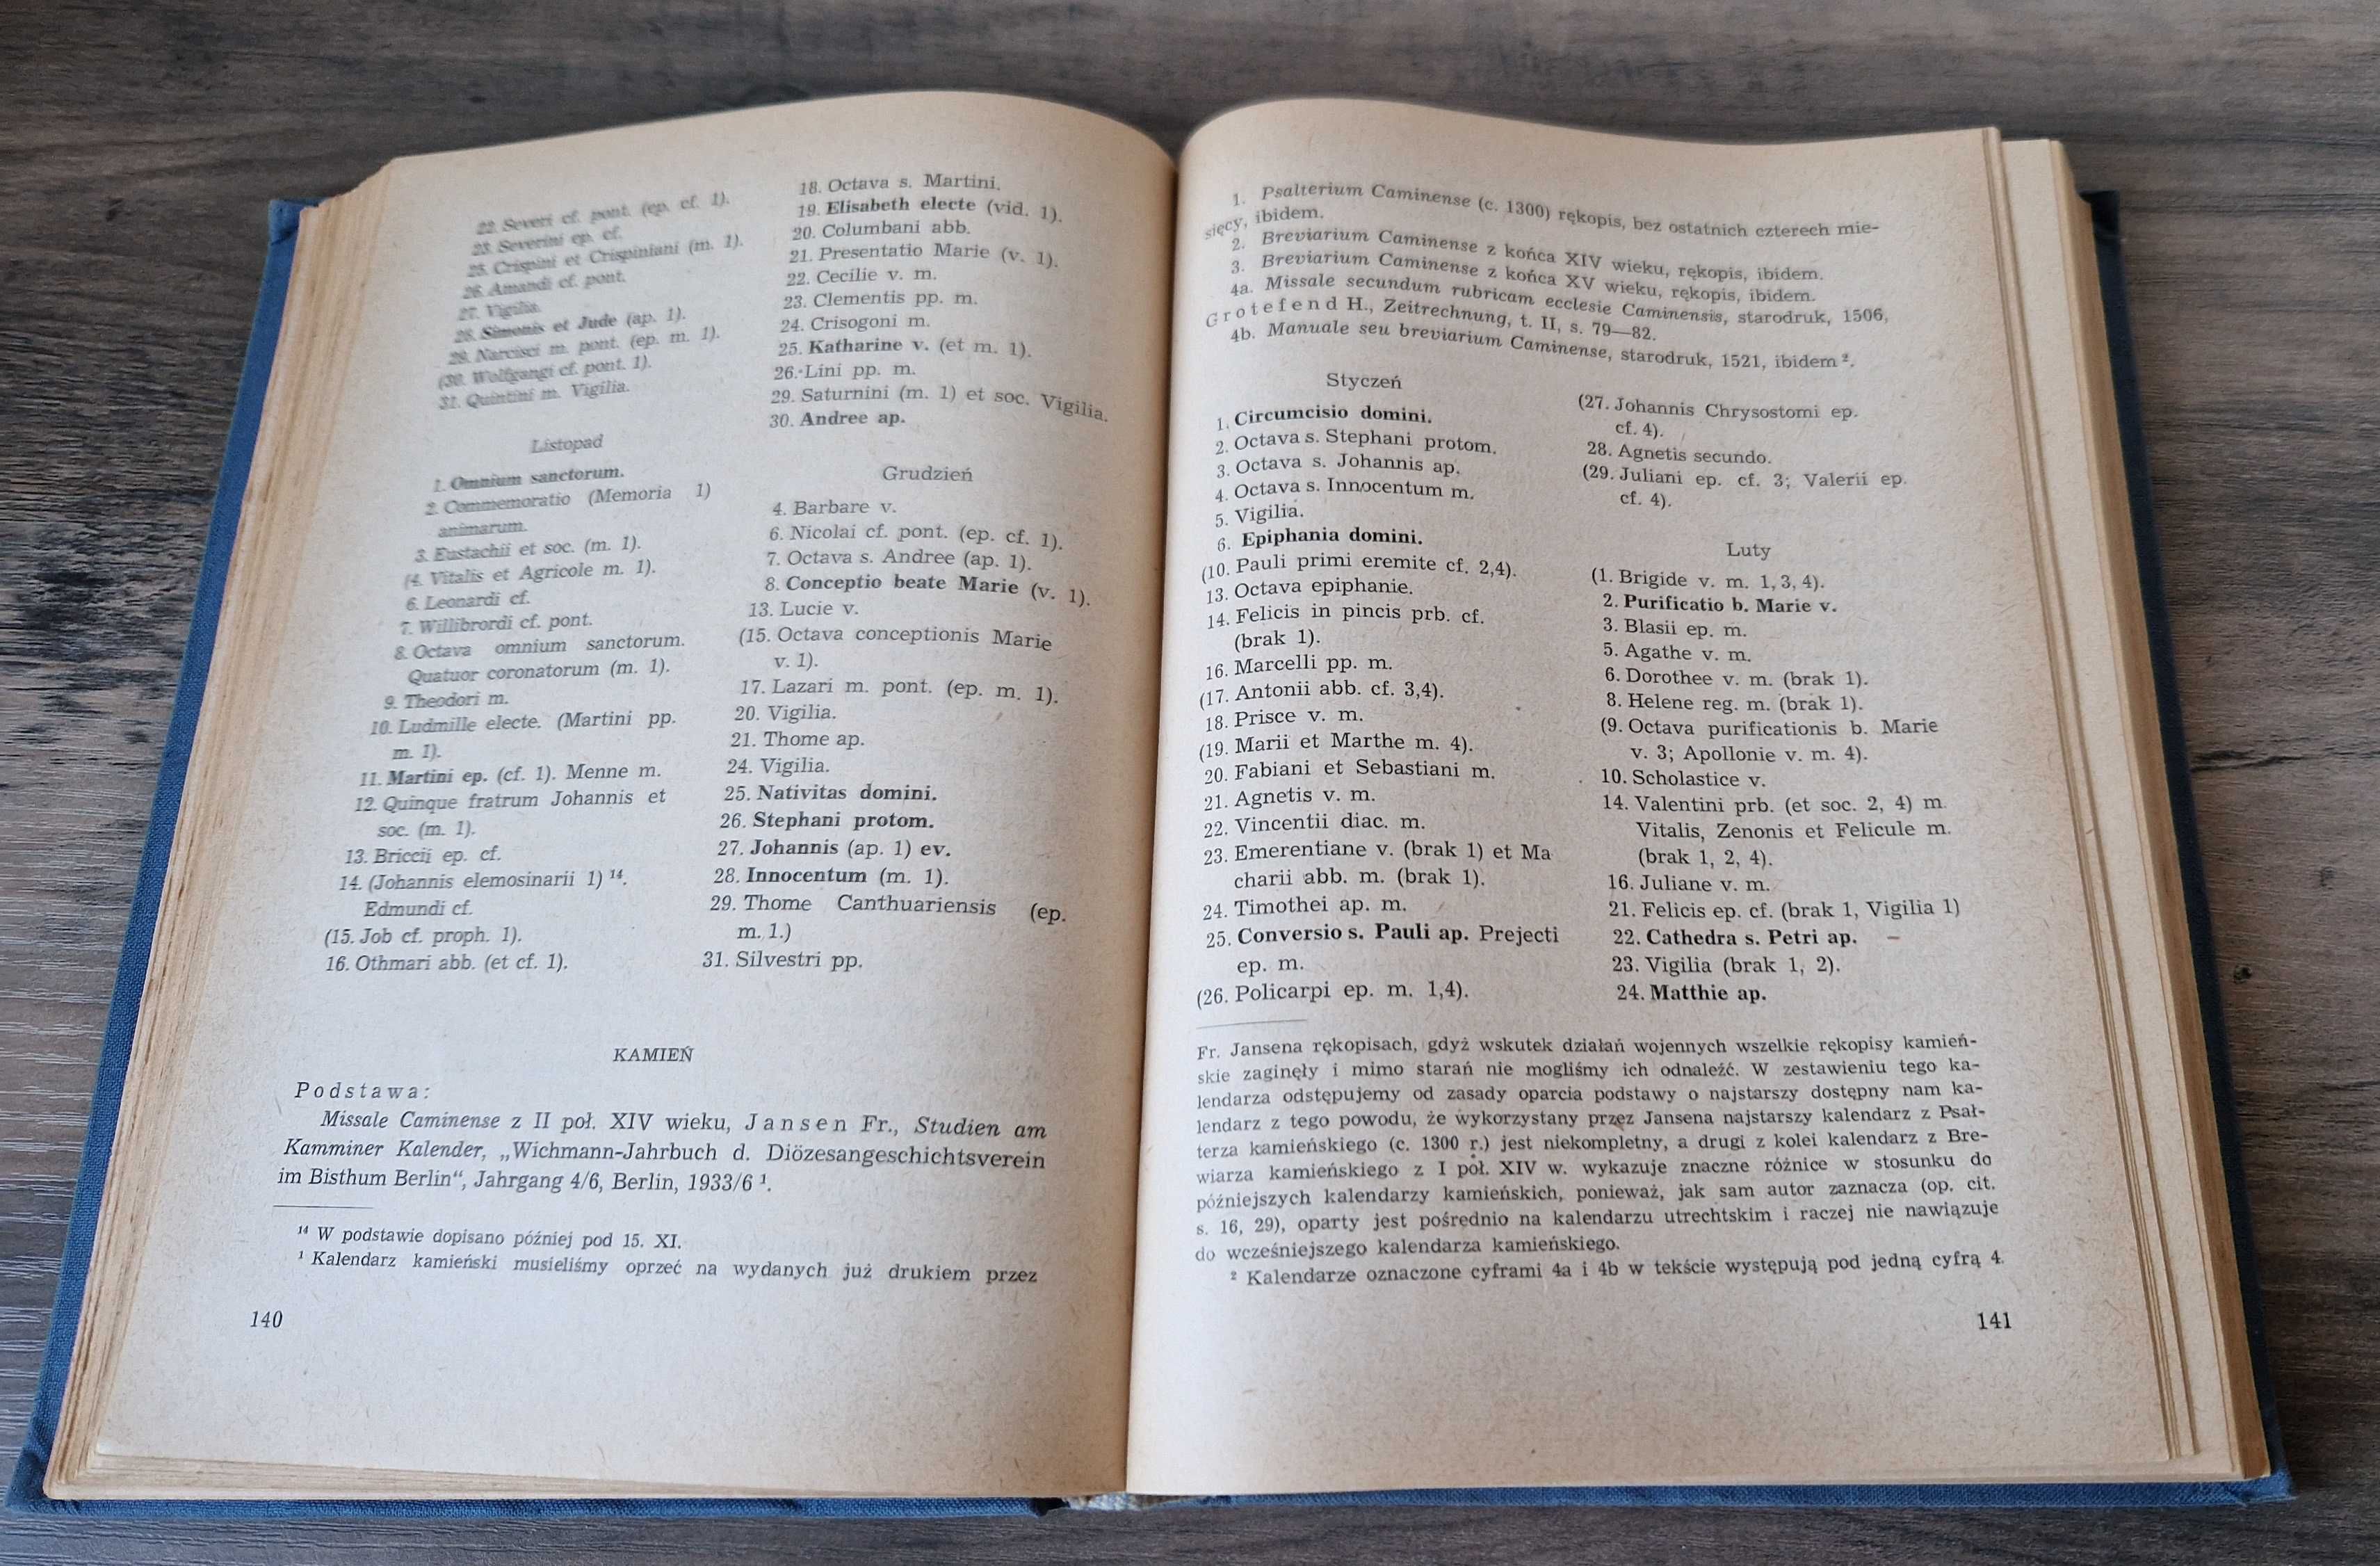 22. Severi cf. pont. (ep. cf. 1).
23. Severini ep. cf.
25. Crispini et Crispiniani (m. 1).
26. Amandi cf. pont.
27. Vigilia.
28. Simonis et Jude (ap. 1).
29. Narcisci m. pont. (ep. m. 1).
(30. Wolfgangi cf. pont. 1).
31. Quintini m. Vigilia.
Listopad
1. Omnium sanctorum.
2. Commemoratio (Memoria 1)
animarum.
3. Eustachii et soc. (m. 1).
(4. Vitalis et Agricole m. 1).
6. Leonardi cf.
7. Willibrordi cf. pont.
8. Octava omnium sanctorum.
Quatuor coronatorum (m. 1).
9. Theodori m.
10. Ludmille electe. (Martini pp.
m. 1).
11. Martini ep. (cf. 1). Menne m.
12. Quinque fratrum Johannis et
soc. (m. 1).
13. Briccii ep. cf.
14. (Johannis elemosinarii 1) 14.
Edmundi cf.
(15. Job cf. proph. 1).
16. Othmari abb. (et cf. 1).
18. Octava s. Martini.
19. Elisabeth electe (vid. 1).
20. Columbani abb.
21. Presentatio Marie (v. 1).
22. Cecilie v. m.
23. Clementis pp. m.
24. Crisogoni m.
25. Katharine v. (et m. 1).
26. Lini pp. m.
29. Saturnini (m. 1) et soc. Vigilia.
30. Andree ap.
Grudzień
4. Barbare v.
6. Nicolai cf. pont. (ep. cf. 1).
7. Octava s. Andree (ap. 1).
8. Conceptio beate Marie (v. 1).
13. Lucie v.
(15. Octava conceptionis Marie
v. 1).
17. Lazari m. pont. (ep. m. 1).
20. Vigilia.
21. Thome ap.
24. Vigilia.
25. Nativitas domini.
26. Stephani protom.
27. Johannis (ap. 1) ev.
28. Innocentum (m. 1).
29. Thome Canthuariensis (ep.
m. 1.)
31. Silvestri pp.
KAMIEŃ
Podstawa:
Missale Caminense z II poł. XIV wieku, Jansen Fr., Studien am
Kamminer Kalender, „Wichmann-Jahrbuch d. Diözesangeschichtsverein
im Bisthum Berlin“, Jahrgang 4/6, Berlin, 1933/6 1.
14 W podstawie dopisano później pod 15. XI.
1 Kalendarz kamieński musieliśmy oprzeć na wydanych już drukiem przez
140
1. Psalterium Caminense (c. 1300) rękopis, bez ostatnich czterech mie-
sięcy, ibidem.
2. Breviarium Caminense z końca XIV wieku, rękopis, ibidem.
3. Breviarium Caminense z końca XV wieku, rękopis, ibidem.
4a. Missale secundum rubricam ecclesie Caminensis, starodruk, 1506,
Grotefend H., Zeitrechnung, t. II, s. 79—82.
4b. Manuale seu breviarium Caminense, starodruk, 1521, ibidem 2.
Styczeń
1. Circumcisio domini.
2. Octava s. Stephani protom.
3. Octava s. Johannis ap.
4. Octava s. Innocentum m.
5. Vigilia.
6. Epiphania domini.
(10. Pauli primi eremite cf. 2,4).
13. Octava epiphanie.
14. Felicis in pincis prb. cf.
(brak 1).
16. Marcelli pp. m.
(17. Antonii abb. cf. 3,4).
18. Prisce v. m.
(19. Marii et Marthe m. 4).
20. Fabiani et Sebastiani m.
21. Agnetis v. m.
22. Vincentii diac. m.
23. Emerentiane v. (brak 1) et Ma
charii abb. m. (brak 1).
24. Timothei ap. m.
25. Conversio s. Pauli ap. Prejecti
ep. m.
(26. Policarpi ep. m. 1,4).
(27. Johannis Chrysostomi ep.
cf. 4).
28. Agnetis secundo.
(29. Juliani ep. cf. 3; Valerii ep.
cf. 4).
Luty
(1. Brigide v. m. 1, 3, 4).
2. Purificatio b. Marie v.
3. Blasii ep. m.
5. Agathe v. m.
6. Dorothee v. m. (brak 1).
8. Helene reg. m. (brak 1).
(9. Octava purificationis b. Marie
v. 3; Apollonie v. m. 4).
10. Scholastice v.
14. Valentini prb. (et soc. 2, 4) m
Vitalis, Zenonis et Felicule m.
(brak 1, 2, 4).
16. Juliane v. m.
21. Felicis ep. cf. (brak 1, Vigilia 1)
22. Cathedra s. Petri ap.
23. Vigilia (brak 1, 2).
24. Matthie ap.
Fr. Jansena rękopisach, gdyż wskutek działań wojennych wszelkie rękopisy kamień-
skie zaginęły i mimo starań nie mogliśmy ich odnaleźć. W zestawieniu tego ka-
lendarza odstępujemy od zasady oparcia podstawy o najstarszy dostępny nam ka-
lendarz z tego powodu, że wykorzystany przez Jansena najstarszy kalendarz z Psał-
terza kamieńskiego (c. 1300 r.) jest niekompletny, a drugi z kolei kalendarz z Bre-
wiarza kamieńskiego z I poł. XIV w. wykazuje znaczne różnice w stosunku do
późniejszych kalendarzy kamieńskich, ponieważ, jak sam autor zaznacza (op. cit.
s. 16, 29), oparty jest pośrednio na kalendarzu utrechtskim i raczej nie nawiązuje
do wcześniejszego kalendarza kamieńskiego.
2 Kalendarze oznaczone cyframi 4a i 4b w tekście występują pod jedną cyfrą 4.
141